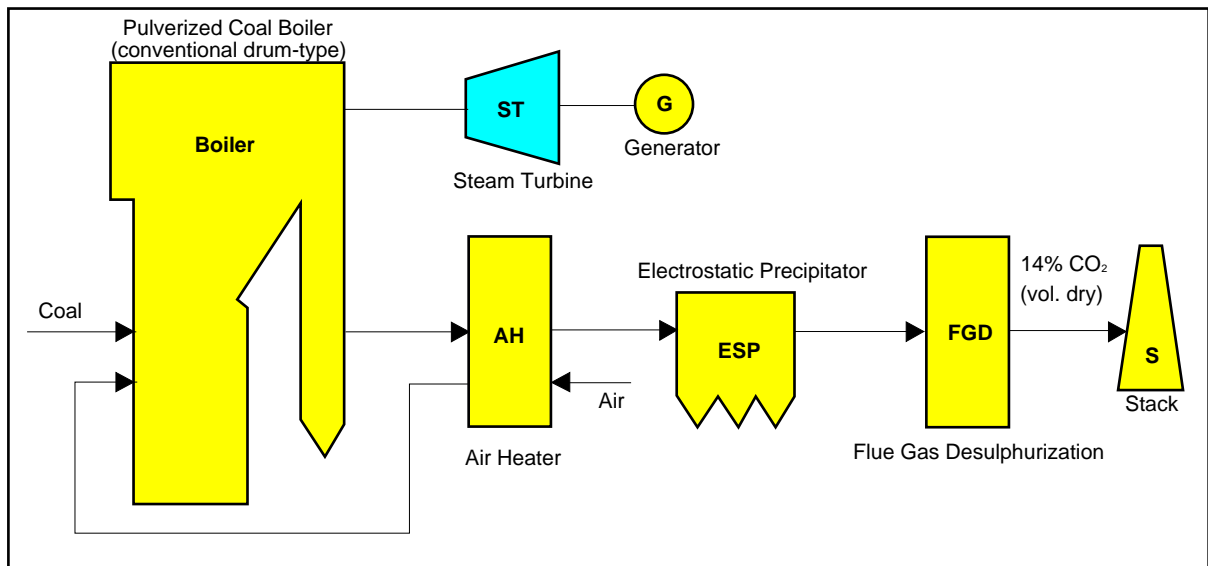 Pulverized Coal Boiler
(conventional drum-type)
Boiler
ST
G
Generator
Steam Turbine
Coal
AH
Air
Air Heater
Electrostatic Precipitator
ESP
FGD
Flue Gas Desulphurization
14% CO₂
(vol. dry)
S
Stack